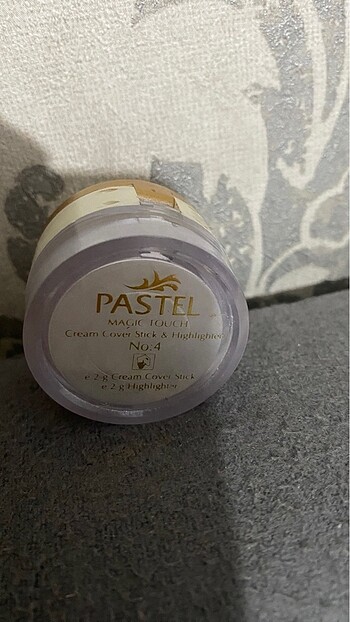 PASTEL
MAGIC TOUCH
Cream Cover Stick & Highlighter
No:4
e 2 g Cream Cover Stick
e 2 g Highlighter